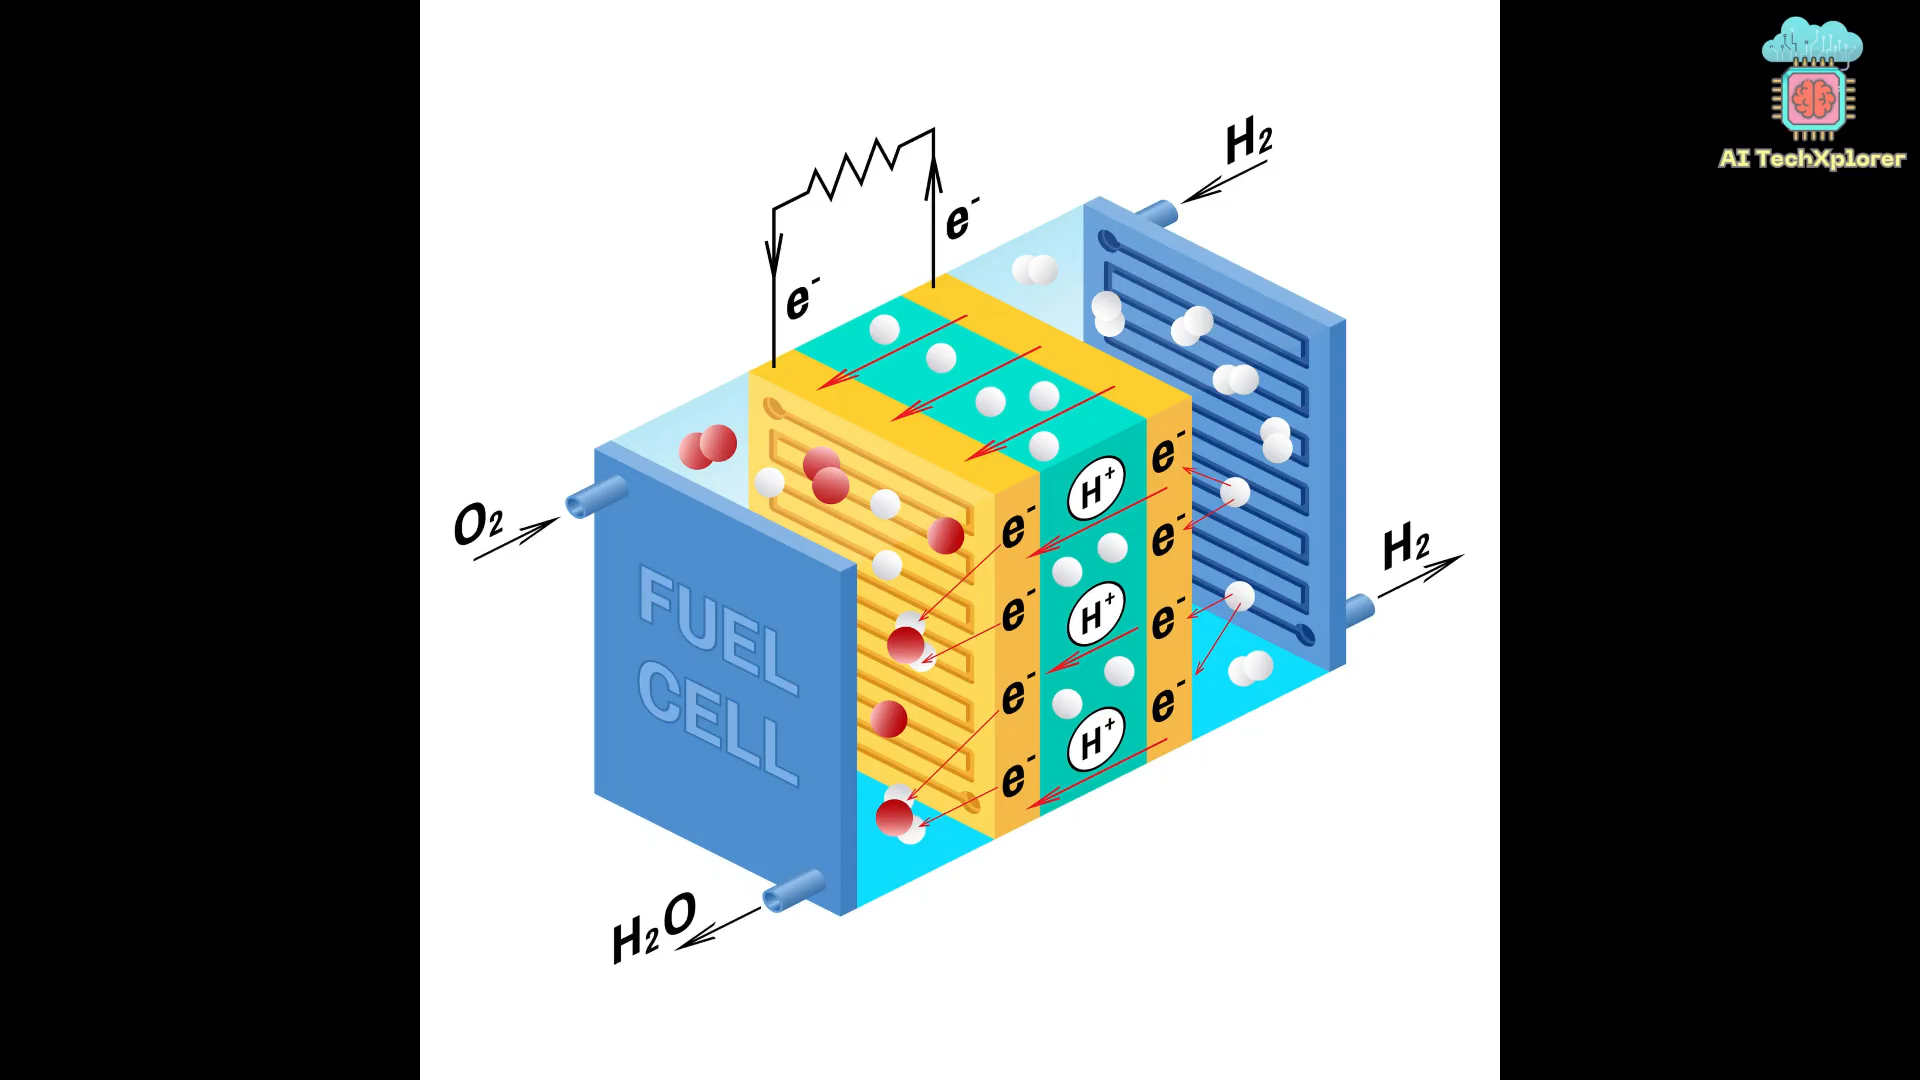 AI TechXplorer
H₂
e⁻
e⁻
O₂
H₂
FUEL
CELL
e⁻
e⁻
e⁻
e⁻
H⁺
H⁺
H⁺
e⁻
e⁻
e⁻
e⁻
H₂O